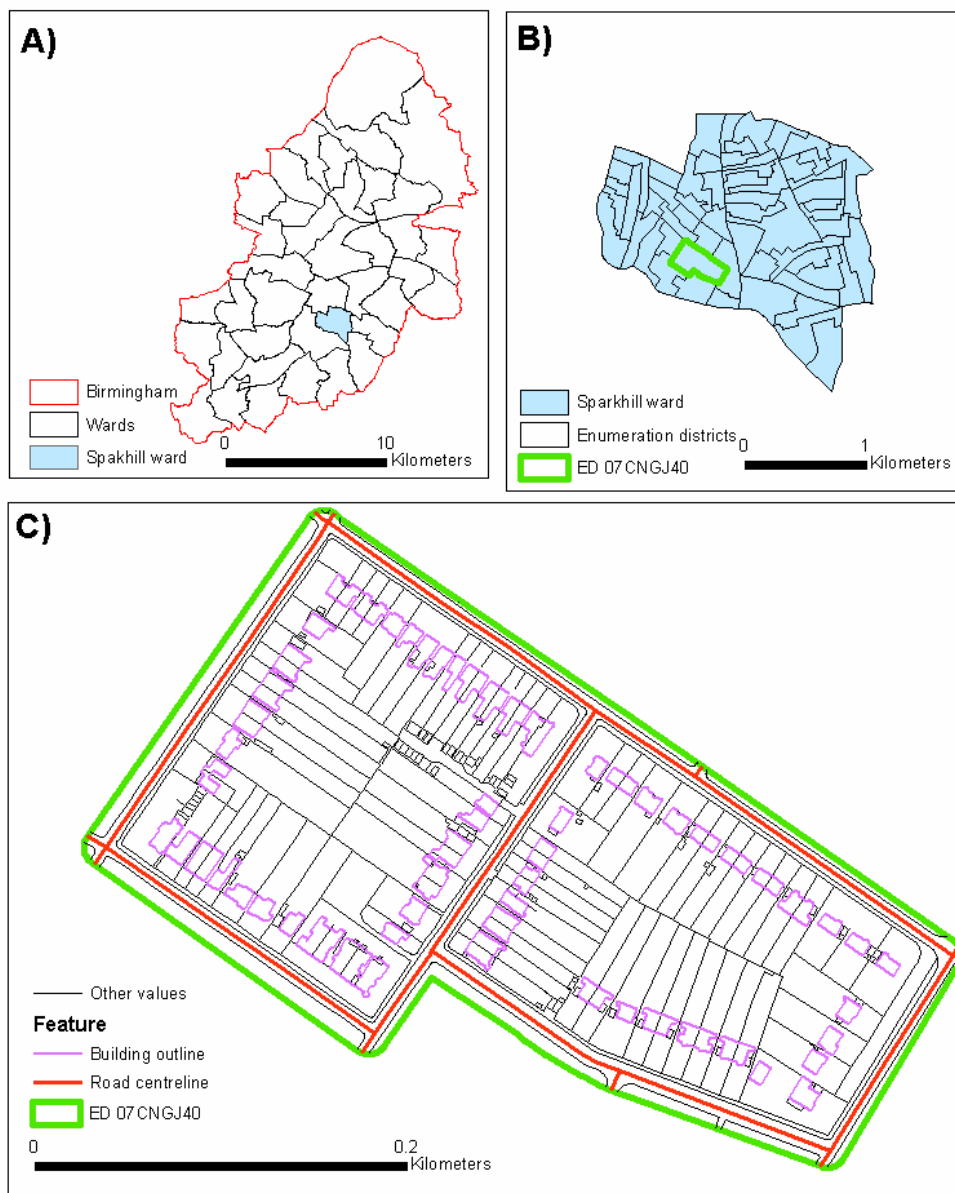 A)
Birmingham
Wards
Spakhill ward
0 10
Kilometers
B)
Sparkhill ward
Enumeration districts
ED 07CNGJ40
0 1
Kilometers
C)
Other values
Feature
Building outline
Road centreline
ED 07CNGJ40
0 0.2
Kilometers